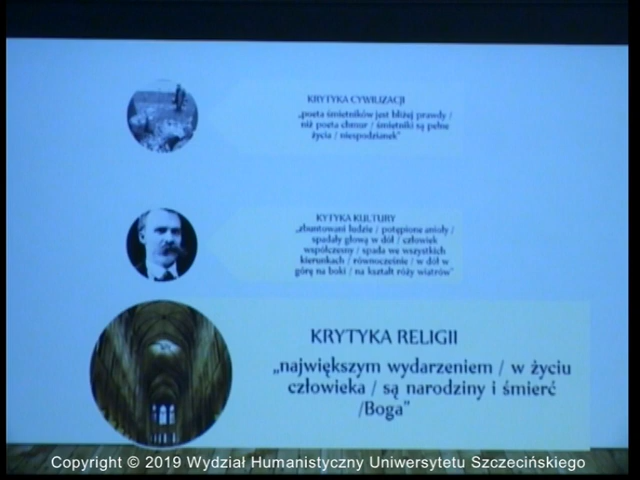 KRYTYKA CYWILIZACJI
„poeta śmietników jest bliżej prawdy /
niż poeta chmur / śmietniki są pełne
życia / niespodzianek”
KYTYKA KULTURY
„zbuntowani ludzie / potępione anioły /
spadały głową w dół / człowiek
współczesny / spada we wszystkich
kierunkach / równocześnie / w dół w
górę na boki / na kształt róży wiatrów”
KRYTYKA RELIGII
„największym wydarzeniem / w życiu
człowieka / są narodziny i śmierć
/Boga”
Copyright © 2019 Wydział Humanistyczny Uniwersytetu Szczecińskiego